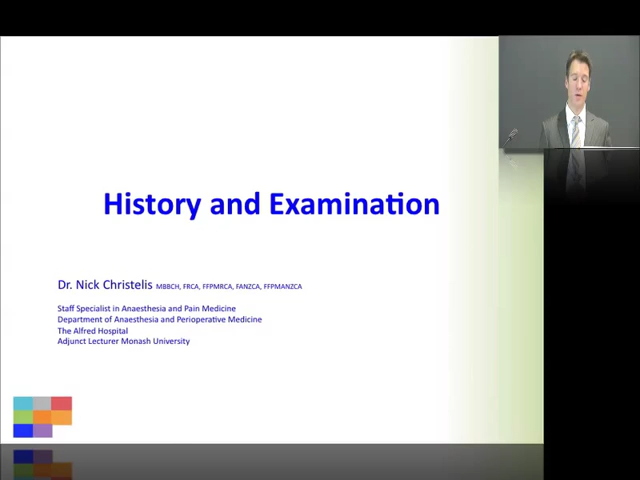 History and Examination
Dr. Nick Christelis MBBCH, FRCA, FFPMRCA, FANZCA, FFPMANZCA
Staff Specialist in Anaesthesia and Pain Medicine
Department of Anaesthesia and Perioperative Medicine
The Alfred Hospital
Adjunct Lecturer Monash University